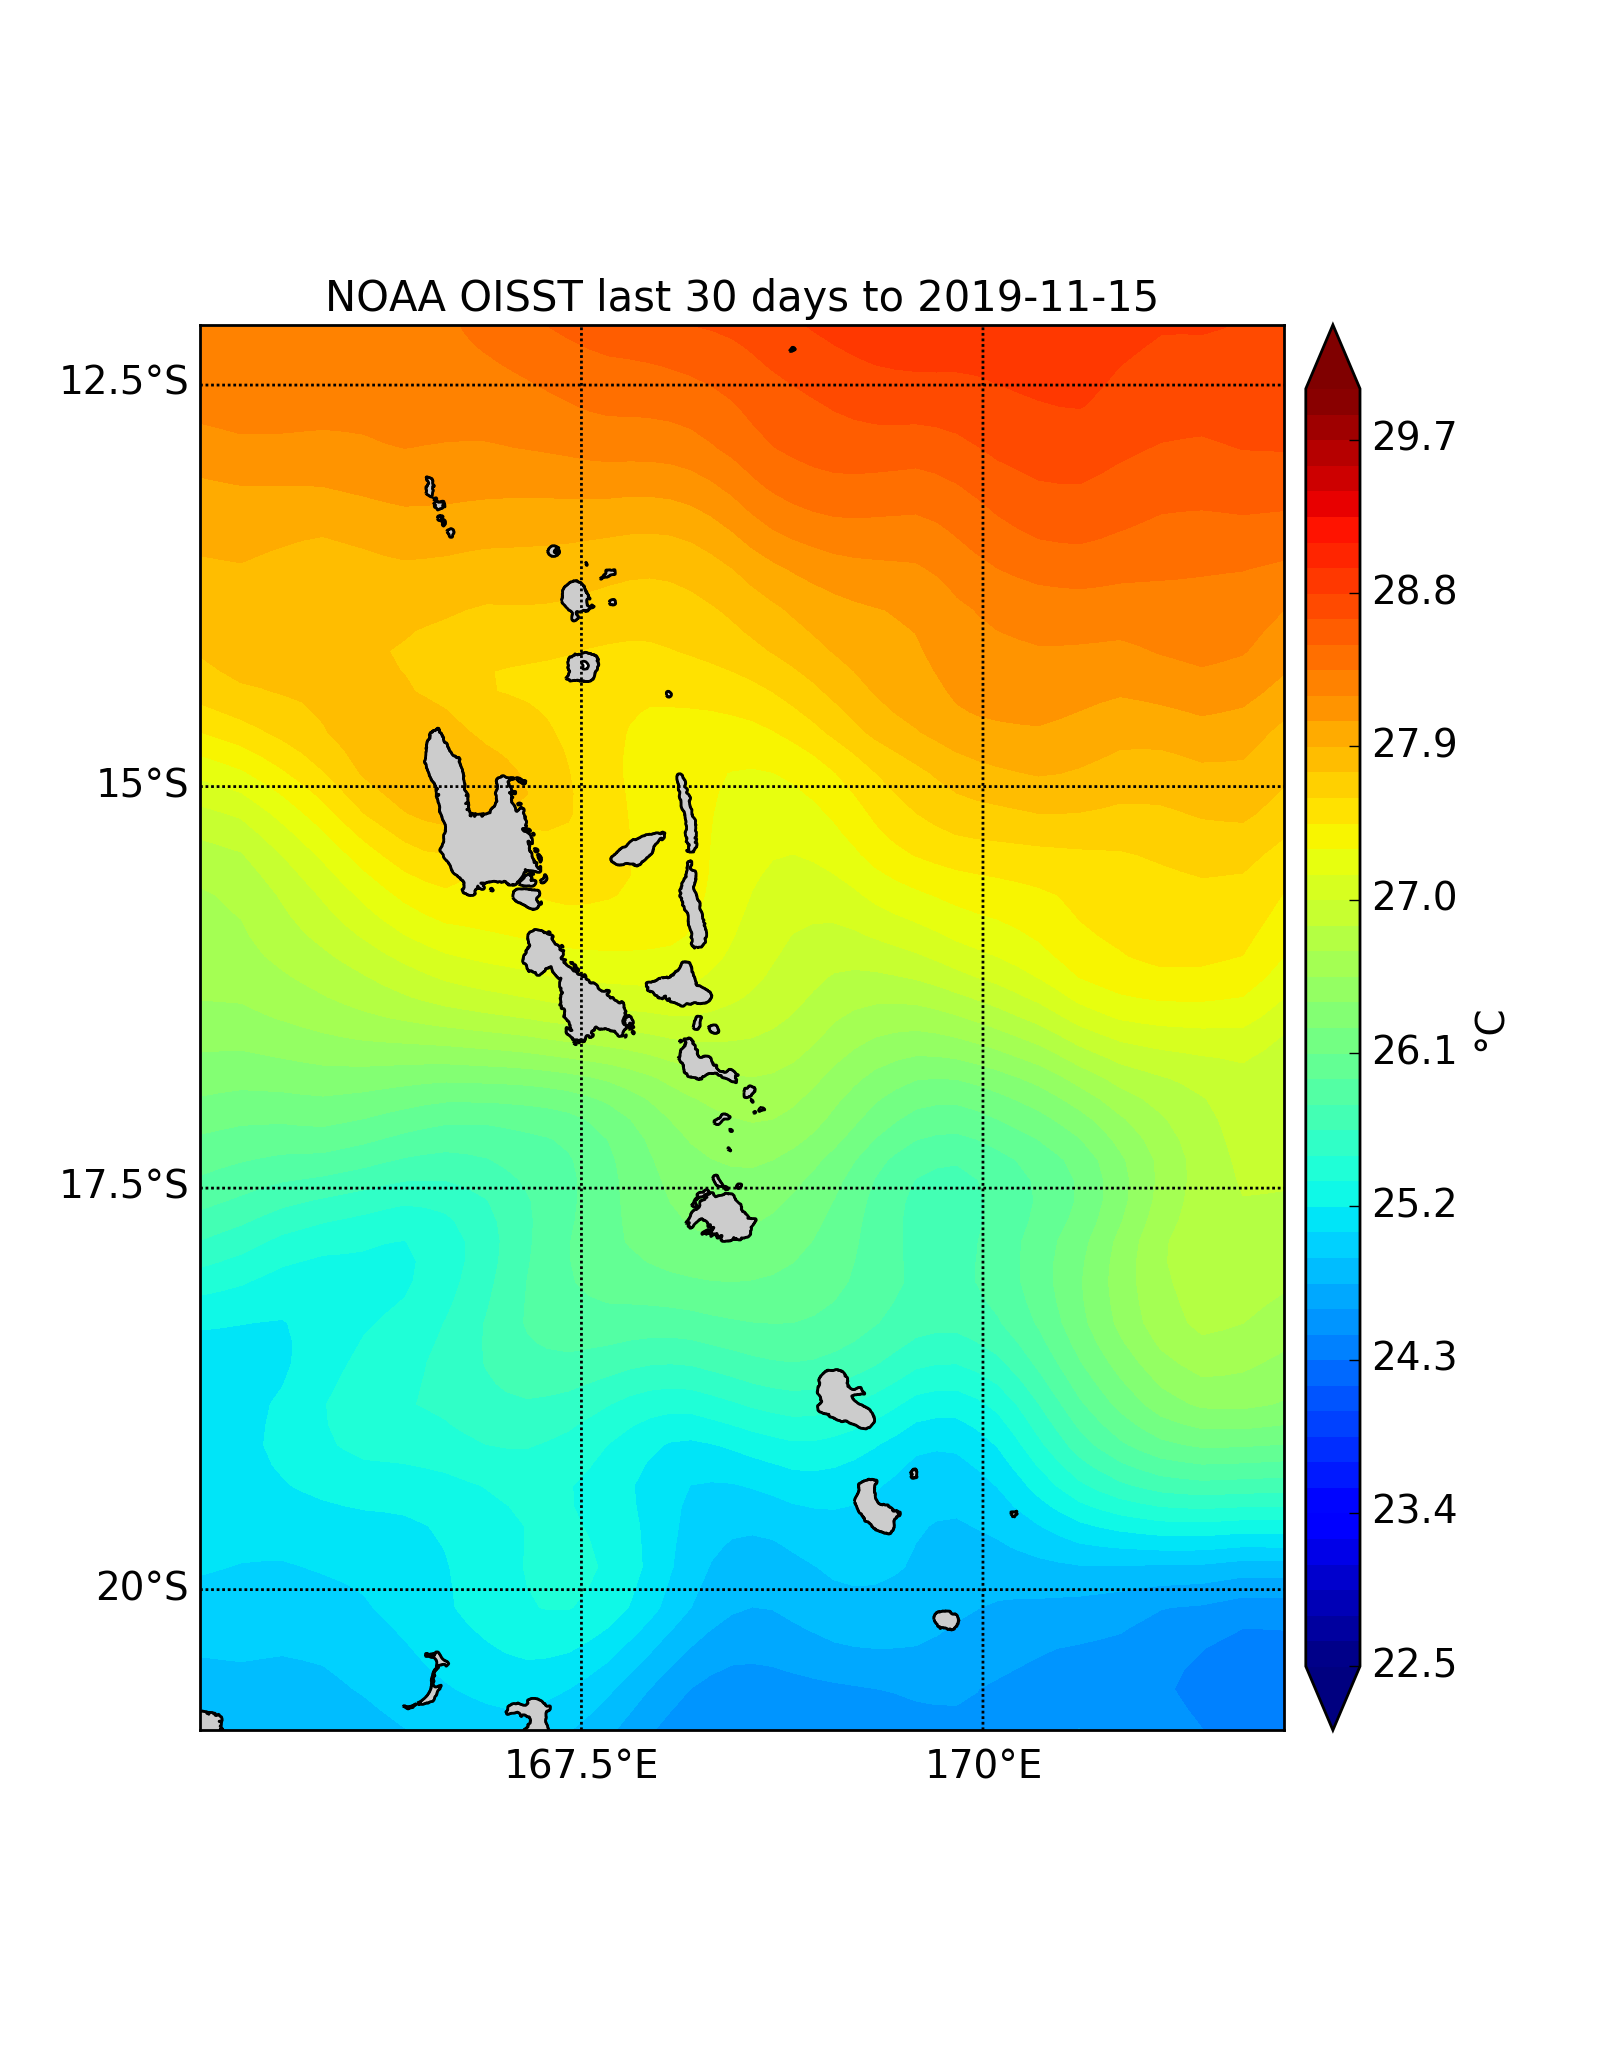 NOAA OISST last 30 days to 2019-11-15
12.5°S
15°S
17.5°S
20°S
167.5°E
170°E
29.7
28.8
27.9
27.0
26.1
25.2
24.3
23.4
22.5
°C